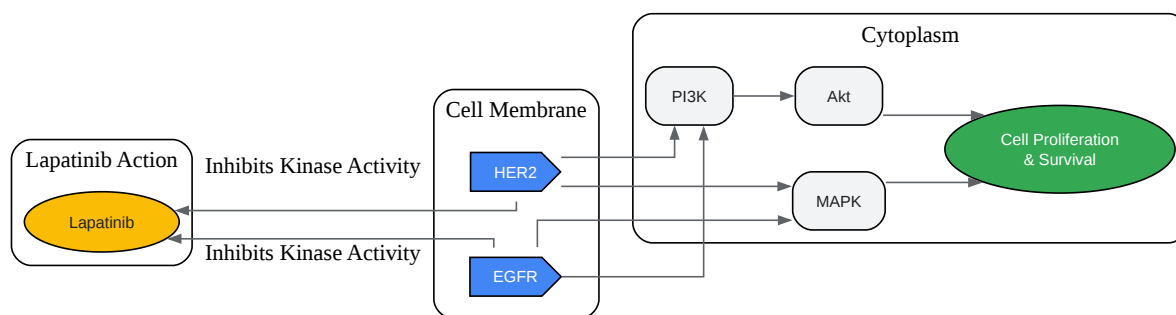 Lapatinib Action
Lapatinib
Inhibits Kinase Activity
Inhibits Kinase Activity
Cell Membrane
HER2
EGFR
Cytoplasm
PI3K
Akt
MAPK
Cell Proliferation
& Survival